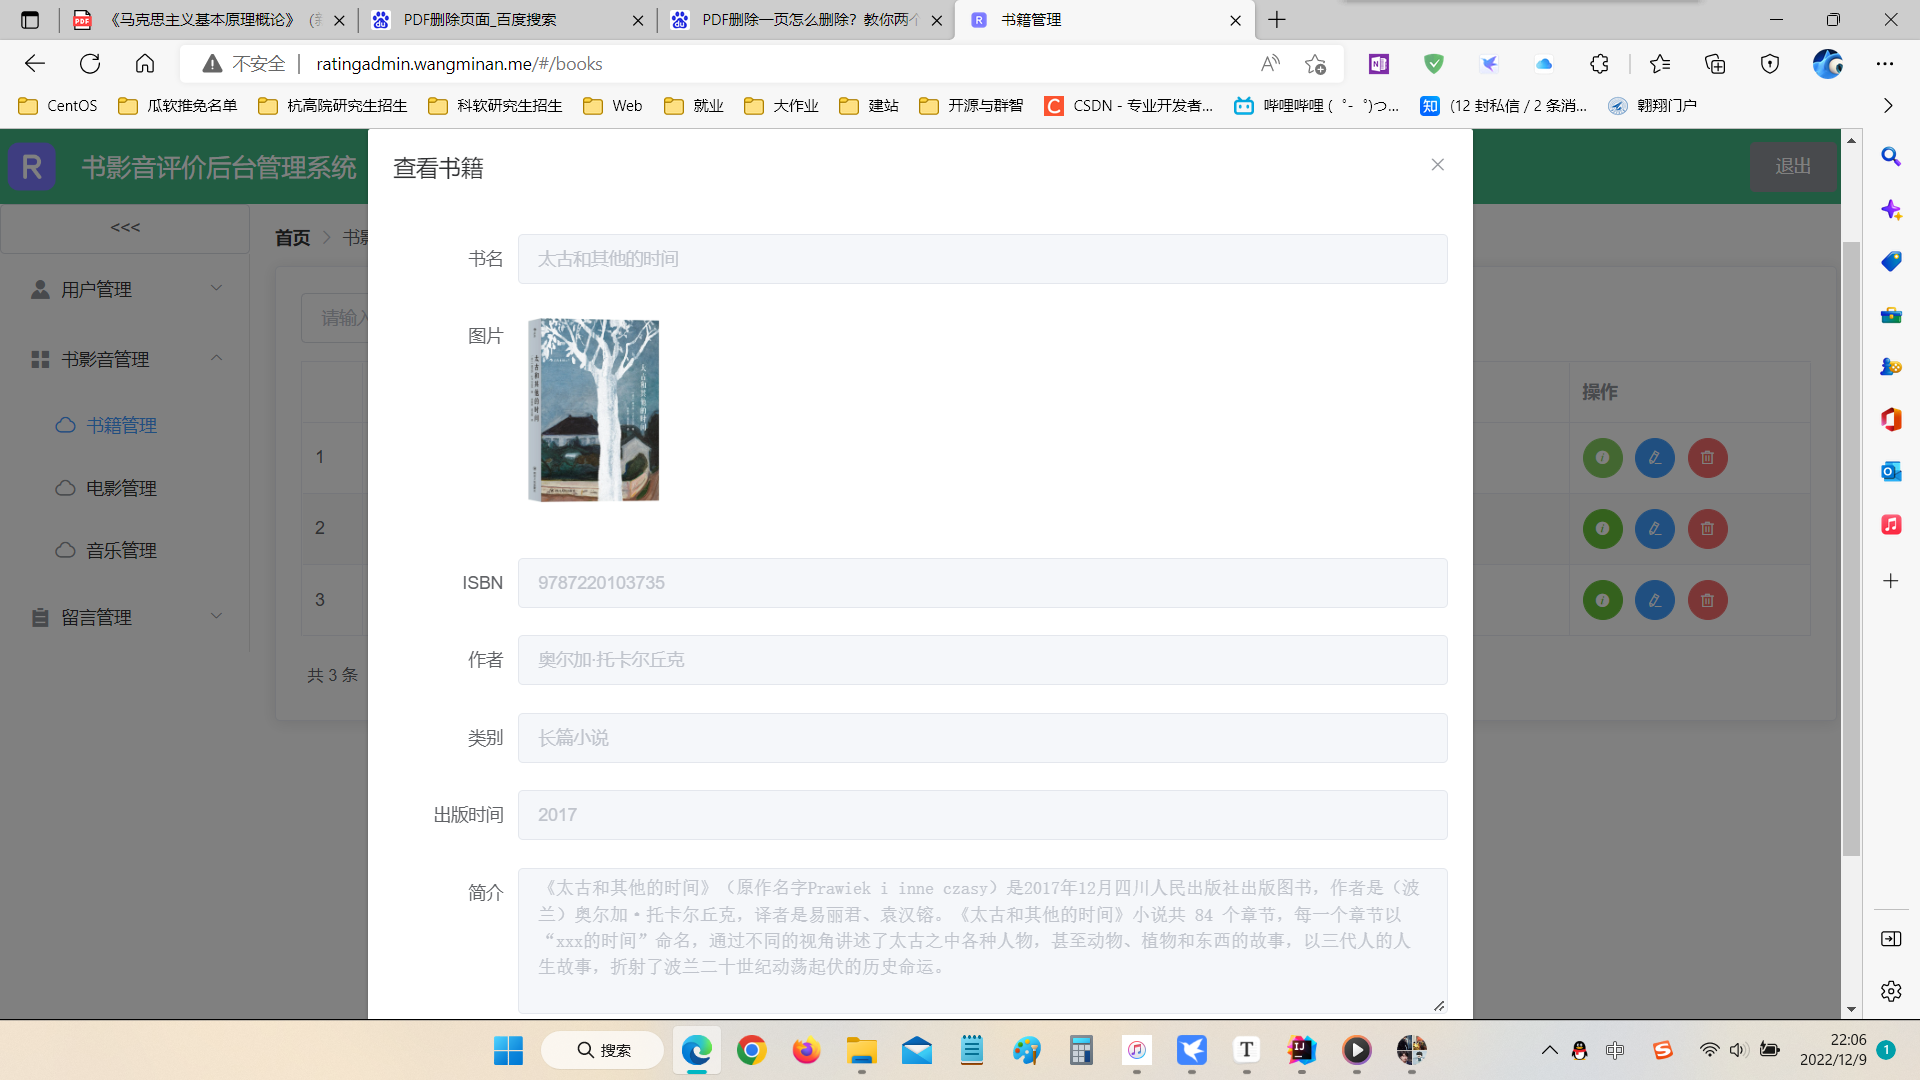 《马克思主义基本原理概论》（
PDF删除页面_百度搜索
PDF删除一页怎么删除？教你两个
书籍管理
不安全
ratingadmin.wangminan.me/#/books
CentOS
瓜软推免名单
杭高院研究生招生
科软研究生招生
Web
就业
大作业
建站
开源与群智
CSDN - 专业开发者...
哔哩哔哩 ( ゜- ゜)つ...
(12 封私信 / 2 条消...
翱翔门户
R
书影音评价后台管理系统
退出
<<<
首页
用户管理
书影音管理
书籍管理
电影管理
音乐管理
留言管理
请输入
操作
1
2
3
共 3 条
查看书籍
书名
太古和其他的时间
图片
太古和其他的时间
太古和其他的时间
ISBN
9787220103735
作者
奥尔加·托卡尔丘克
类别
长篇小说
出版时间
2017
简介
《太古和其他的时间》（原作名字Prawiek i inne czasy）是2017年12月四川人民出版社出版图书，作者是（波
兰）奥尔加·托卡尔丘克，译者是易丽君、袁汉镕。《太古和其他的时间》小说共 84 个章节，每一个章节以
“xxx的时间”命名，通过不同的视角讲述了太古之中各种人物，甚至动物、植物和东西的故事，以三代人的人
生故事，折射了波兰二十世纪动荡起伏的历史命运。
搜索
中
22:06
2022/12/9
1